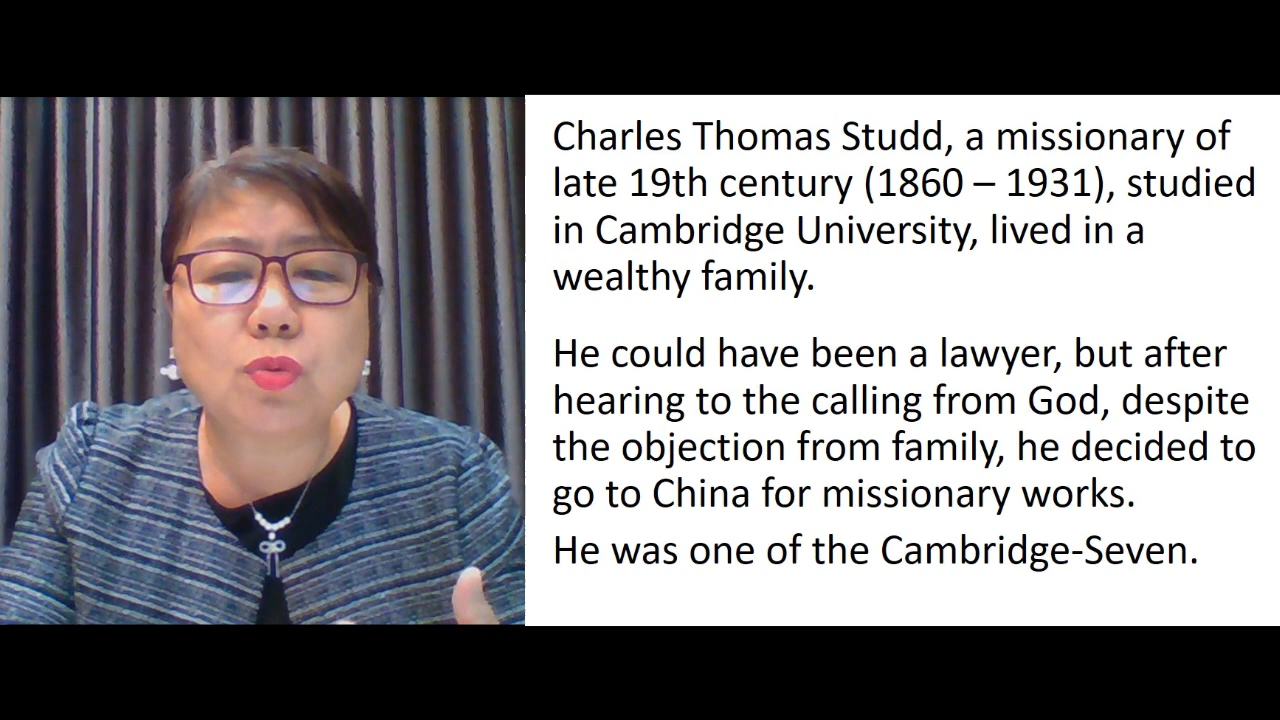 Charles Thomas Studd, a missionary of
late 19th century (1860 – 1931), studied
in Cambridge University, lived in a
wealthy family.
He could have been a lawyer, but after
hearing to the calling from God, despite
the objection from family, he decided to
go to China for missionary works.
He was one of the Cambridge-Seven.